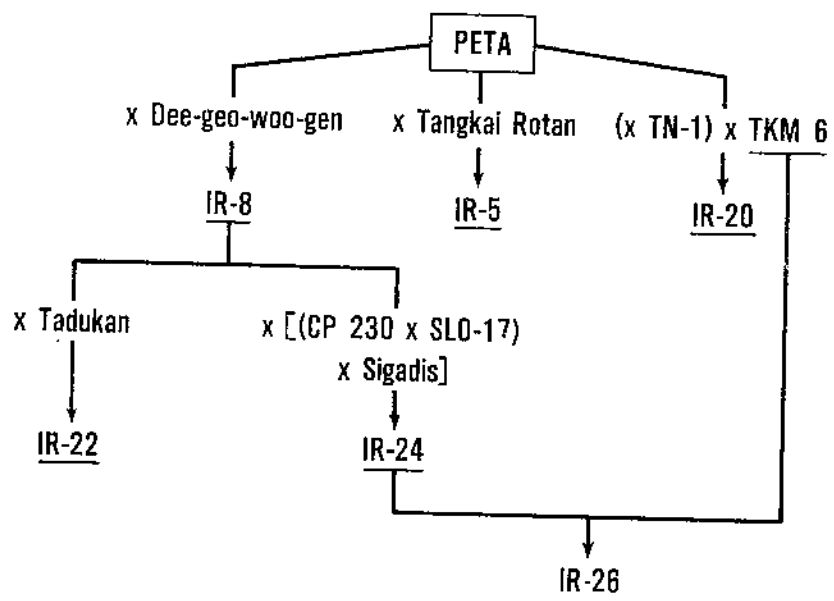 PETA
x Dee-geo-woo-gen
x Tangkai Rotan
(x TN-1) x TKM 6
IR-8
IR-5
IR-20
x Tadukan
x [(CP 230 x SLO-17)
x Sigadis]
IR-22
IR-24
IR-26